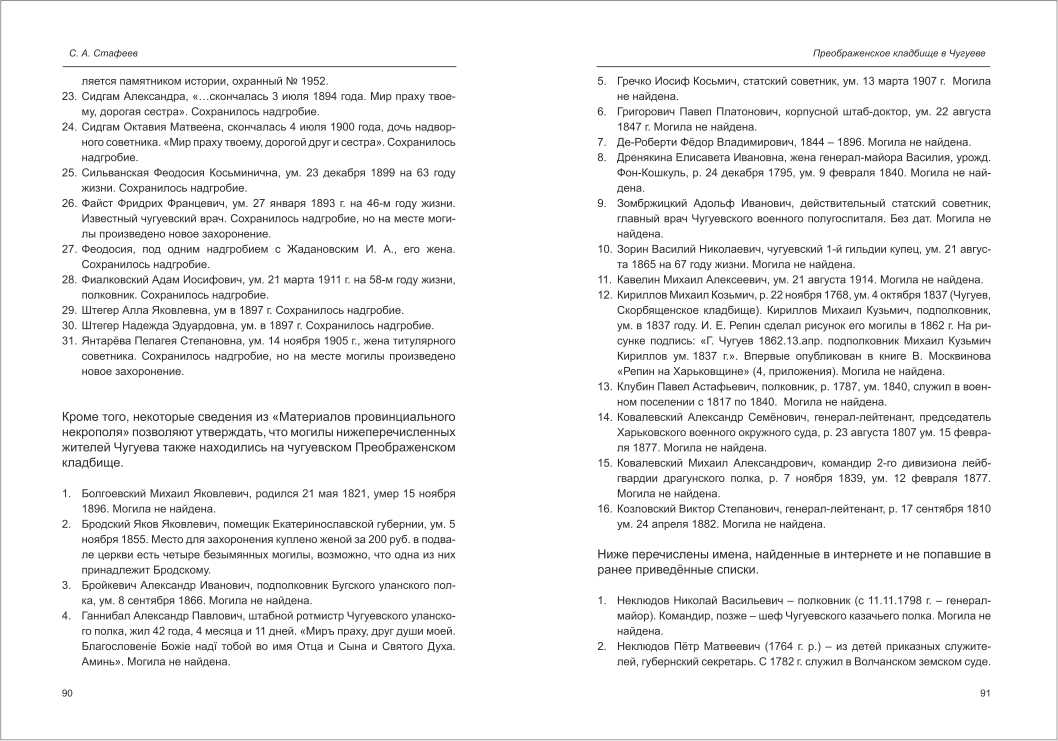 С. А. Стафеев
ляется памятником истории, охранный № 1952.
23. Сидгам Александра, «…скончалась 3 июля 1894 года. Мир праху твое-
му, дорогая сестра». Сохранилось надгробие.
24. Сидгам Октавия Матвеена, скончалась 4 июля 1900 года, дочь надвор-
ного советника. «Мир праху твоему, дорогой друг и сестра». Сохранилось
надгробие.
25. Сильванская Феодосия Косьминична, ум. 23 декабря 1899 на 63 году
жизни. Сохранилось надгробие.
26. Файст Фридрих Францевич, ум. 27 января 1893 г. на 46-м году жизни.
Известный чугуевский врач. Сохранилось надгробие, но на месте моги-
лы произведено новое захоронение.
27. Феодосия, под одним надгробием с Жадановским И. А., его жена.
Сохранилось надгробие.
28. Фиалковский Адам Иосифович, ум. 21 марта 1911 г. на 58-м году жизни,
полковник. Сохранилось надгробие.
29. Штегер Алла Яковлевна, ум в 1897 г. Сохранилось надгробие.
30. Штегер Надежда Эдуардовна, ум. в 1897 г. Сохранилось надгробие.
31. Янтарёва Пелагея Степановна, ум. 14 ноября 1905 г., жена титулярного
советника. Сохранилось надгробие, но на месте могилы произведено
новое захоронение.
Кроме того, некоторые сведения из «Материалов провинциального
некрополя» позволяют утверждать, что могилы нижеперечисленных
жителей Чугуева также находились на чугуевском Преображенском
кладбище.
1. Болгоевский Михаил Яковлевич, родился 21 мая 1821, умер 15 ноября
1896. Могила не найдена.
2. Бродский Яков Яковлевич, помещик Екатеринославской губернии, ум. 5
ноября 1855. Место для захоронения куплено женой за 200 руб. в подва-
ле церкви есть четыре безымянных могилы, возможно, что одна из них
принадлежит Бродскому.
3. Бройкевич Александр Иванович, подполковник Бугского уланского пол-
ка, ум. 8 сентября 1866. Могила не найдена.
4. Ганнибал Александр Павлович, штабной ротмистр Чугуевского уланско-
го полка, жил 42 года, 4 месяца и 11 дней. «Миръ праху, друг души моей.
Благословеніе Божіе надї тобой во имя Отца и Сына и Святого Духа.
Аминь». Могила не найдена.
90
Преображенское кладбище в Чугуеве
5. Гречко Иосиф Косьмич, статский советник, ум. 13 марта 1907 г. Могила
не найдена.
6. Григорович Павел Платонович, корпусной штаб-доктор, ум. 22 августа
1847 г. Могила не найдена.
7. Де-Роберти Фёдор Владимирович, 1844 – 1896. Могила не найдена.
8. Дренякина Елисавета Ивановна, жена генерал-майора Василия, урожд.
Фон-Кошкуль, р. 24 декабря 1795, ум. 9 февраля 1840. Могила не най-
дена.
9. Зомбржицкий Адольф Иванович, действительный статский советник,
главный врач Чугуевского военного полугоспиталя. Без дат. Могила не
найдена.
10. Зорин Василий Николаевич, чугуевский 1-й гильдии купец, ум. 21 авгус-
та 1865 на 67 году жизни. Могила не найдена.
11. Кавелин Михаил Алексеевич, ум. 21 августа 1914. Могила не найдена.
12. Кириллов Михаил Козьмич, р. 22 ноября 1768, ум. 4 октября 1837 (Чугуев,
Скорбященское кладбище). Кириллов Михаил Кузьмич, подполковник,
ум. в 1837 году. И. Е. Репин сделал рисунок его могилы в 1862 г. На ри-
сунке подпись: «Г. Чугуев 1862.13.апр. подполковник Михаил Кузьмич
Кириллов ум. 1837 г.». Впервые опубликован в книге В. Москвинова
«Репин на Харьковщине» (4, приложения). Могила не найдена.
13. Клубин Павел Астафьевич, полковник, р. 1787, ум. 1840, служил в воен-
ном поселении с 1817 по 1840. Могила не найдена.
14. Ковалевский Александр Семёнович, генерал-лейтенант, председатель
Харьковского военного окружного суда, р. 23 августа 1807 ум. 15 февра-
ля 1877. Могила не найдена.
15. Ковалевский Михаил Александрович, командир 2-го дивизиона лейб-
гвардии драгунского полка, р. 7 ноября 1839, ум. 12 февраля 1877.
Могила не найдена.
16. Козловский Виктор Степанович, генерал-лейтенант, р. 17 сентября 1810
ум. 24 апреля 1882. Могила не найдена.
Ниже перечислены имена, найденные в интернете и не попавшие в
ранее приведённые списки.
1. Неклюдов Николай Васильевич – полковник (с 11.11.1798 г. – генерал-
майор). Командир, позже – шеф Чугуевского казачьего полка. Могила не
найдена.
2. Неклюдов Пётр Матвеевич (1764 г. р.) – из детей приказных служите-
лей, губернский секретарь. С 1782 г. служил в Волчанском земском суде.
91